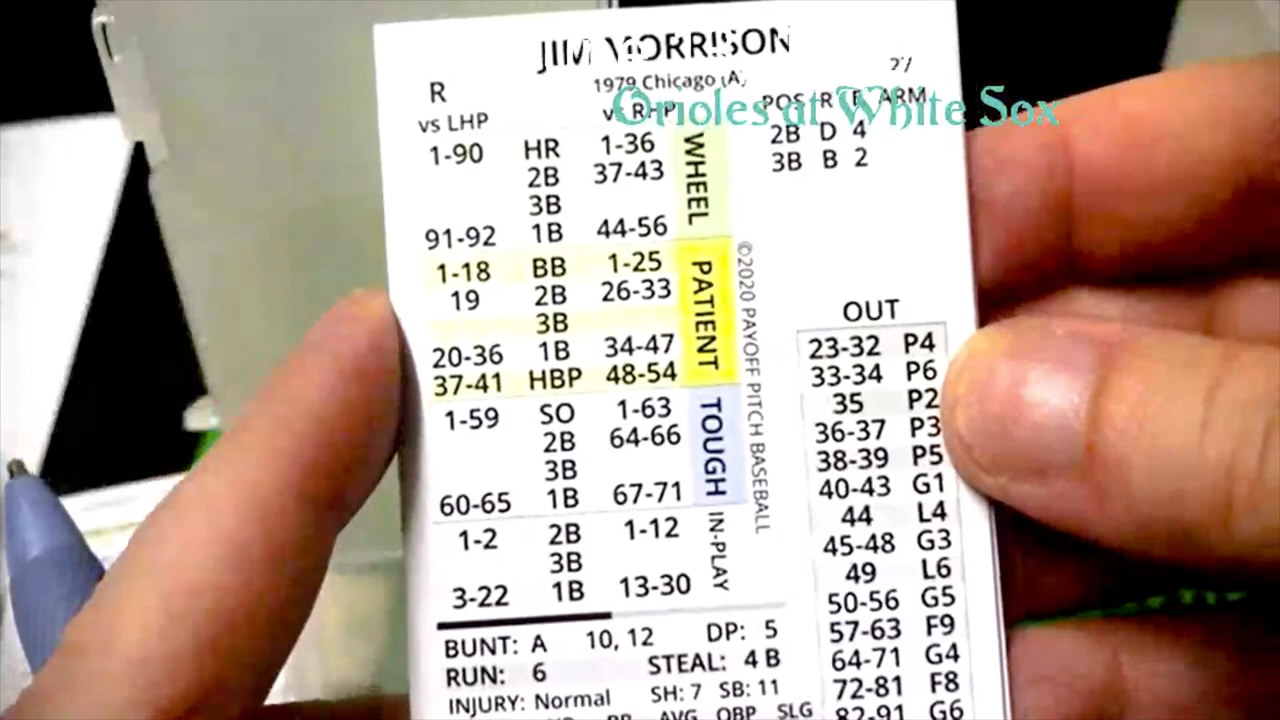 JIM MORRISON
1979 Chicago (A)
27
R
Orioles at White Sox
vs LHP vs RHP
POS R E ARM
1-90 HR 1-36
2B D 4
2B 37-43
3B B 2
3B
91-92 1B 44-56
WHEEL
1-18 BB 1-25
19 2B 26-33
3B
20-36 1B 34-47
37-41 HBP 48-54
PATIENT
1-59 SO 1-63
2B 64-66
3B
60-65 1B 67-71
TOUGH
1-2 2B 1-12
3B
3-22 1B 13-30
IN-PLAY
©2020 PAYOFF PITCH BASEBALL
OUT
23-32 P4
33-34 P6
35 P2
36-37 P3
38-39 P5
40-43 G1
44 L4
45-48 G3
49 L6
50-56 G5
57-63 F9
64-71 G4
72-81 F8
82-91 G6
BUNT: A 10, 12 DP: 5
RUN: 6 STEAL: 4 B
INJURY: Normal SH: 7 SB: 11
AVG OBP SLG